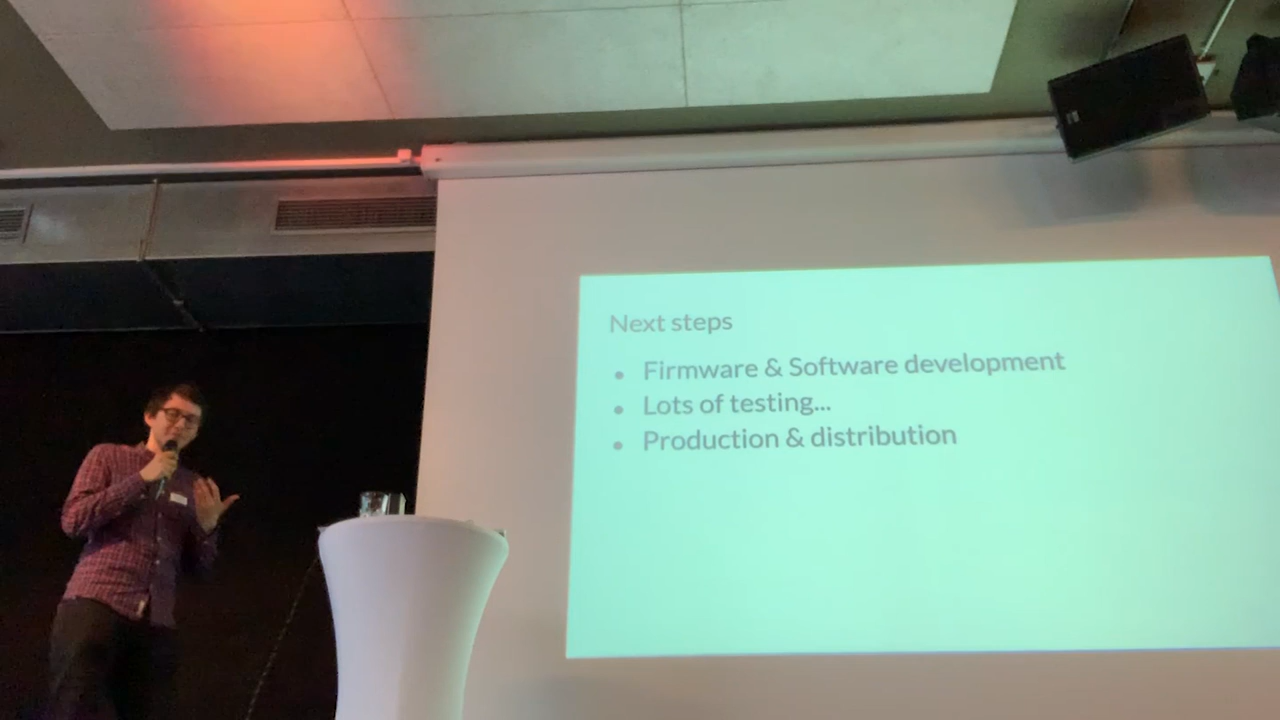 Next steps
• Firmware & Software development
• Lots of testing...
• Production & distribution